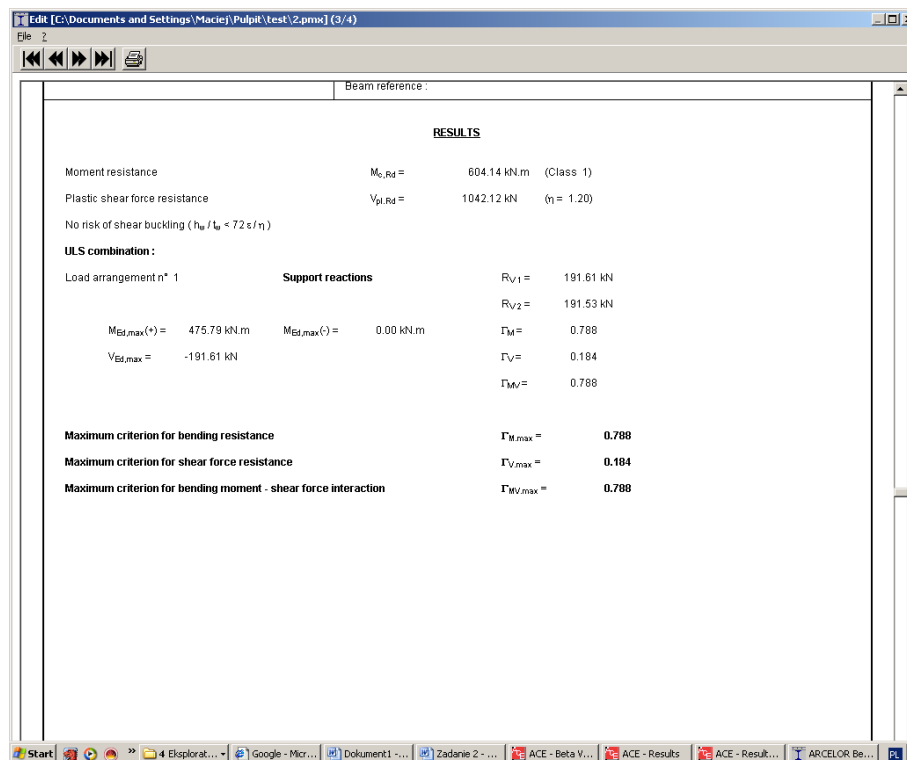 Edit [C:\Documents and Settings\Maciej\Pulpit\test\2.pmx] (3/4)
File ?
Beam reference :
RESULTS
Moment resistance Mc,Rd = 604.14 kN.m (Class 1)
Plastic shear force resistance Vpl.Rd = 1042.12 kN (η = 1.20)
No risk of shear buckling ( hw / tw < 72 ε / η )
ULS combination :
Load arrangement n° 1 Support reactions RV1 = 191.61 kN
RV2 = 191.53 kN
MEd,max(+) = 475.79 kN.m MEd,max(-) = 0.00 kN.m ΓM = 0.788
VEd,max = -191.61 kN ΓV = 0.184
ΓMV = 0.788
Maximum criterion for bending resistance ΓM.max = 0.788
Maximum criterion for shear force resistance ΓV.max = 0.184
Maximum criterion for bending moment - shear force interaction ΓMV.max = 0.788
Start » 4 Eksplorat... Google - Micr... Dokument1 -... Zadanie 2 - ... ACE - Beta V... ACE - Results ACE - Result... ARCELOR Be... PL